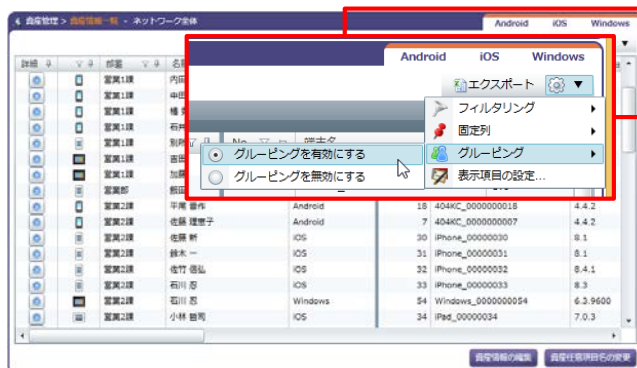 資産管理 > 資産情報一覧 - ネットワーク全体
Android iOS Windows
Android iOS Windows
エクスポート
フィルタリング
固定列
グルーピング
表示項目の設定...
グルーピングを有効にする
グルーピングを無効にする
詳細 部署
No. 端末名
営業1課
営業1課
営業1課
営業1課
営業1課
営業1課
営業1課
営業部
営業2課 平尾 Android 18 404KC_0000000018 4.4.2
営業2課 佐藤 理恵子 Android 7 404KC_0000000007 4.4.2
営業2課 佐藤 新 iOS 30 iPhone_00000030 8.1
営業2課 鈴木 一 iOS 31 iPhone_00000031 8.1
営業2課 佐竹 信弘 iOS 32 iPhone_00000032 8.4.1
営業2課 石川 忍 iOS 33 iPhone_00000033 8.3
営業2課 石川 忍 Windows 54 Windows_0000000054 6.3.9600
営業2課 小林 哲司 iOS 34 iPad_00000034 7.0.3
資産情報の編集 資産任意項目名の変更